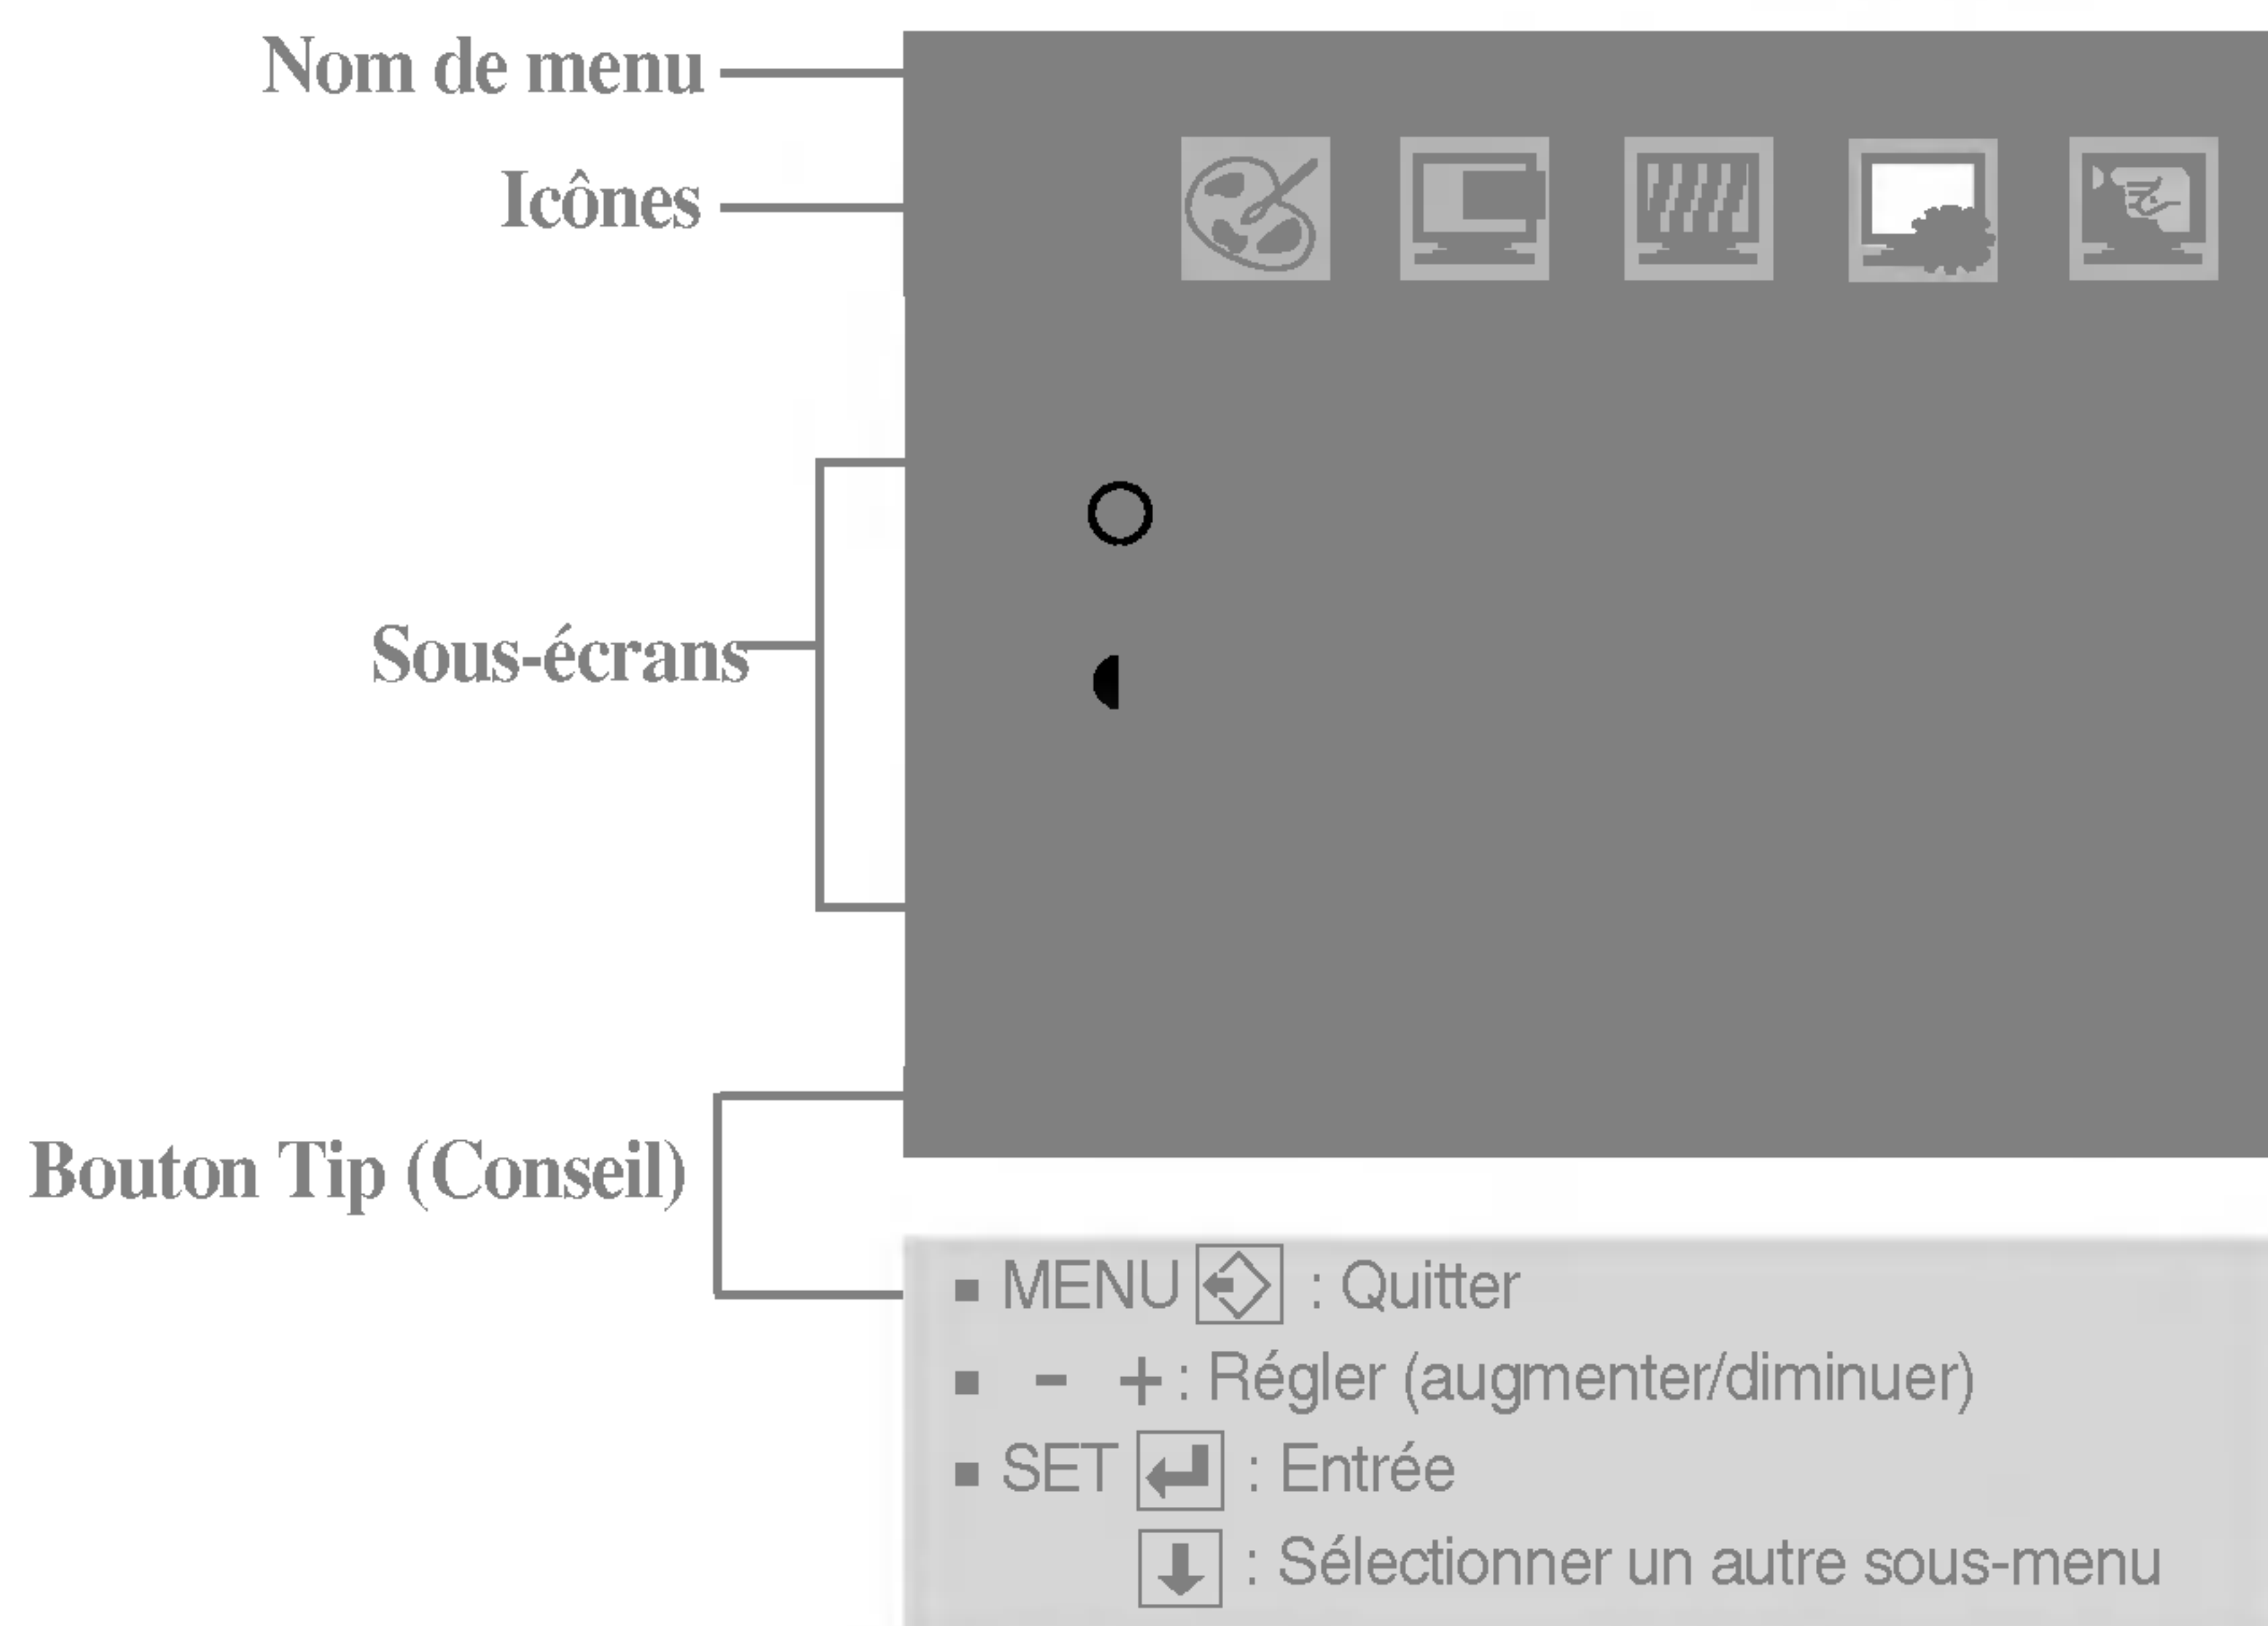 Nom de menu
Icônes
Sous-écrans
Bouton Tip (Conseil)
■ MENU : Quitter
■ - + : Régler (augmenter/diminuer)
■ SET : Entrée
: Sélectionner un autre sous-menu